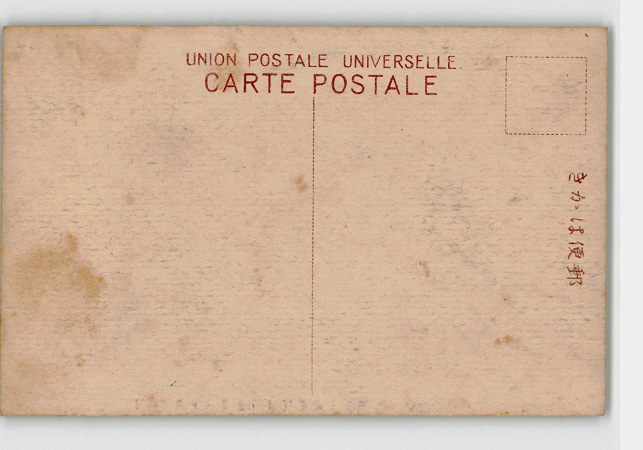 UNION POSTALE UNIVERSELLE.
CARTE POSTALE
きかは便郵